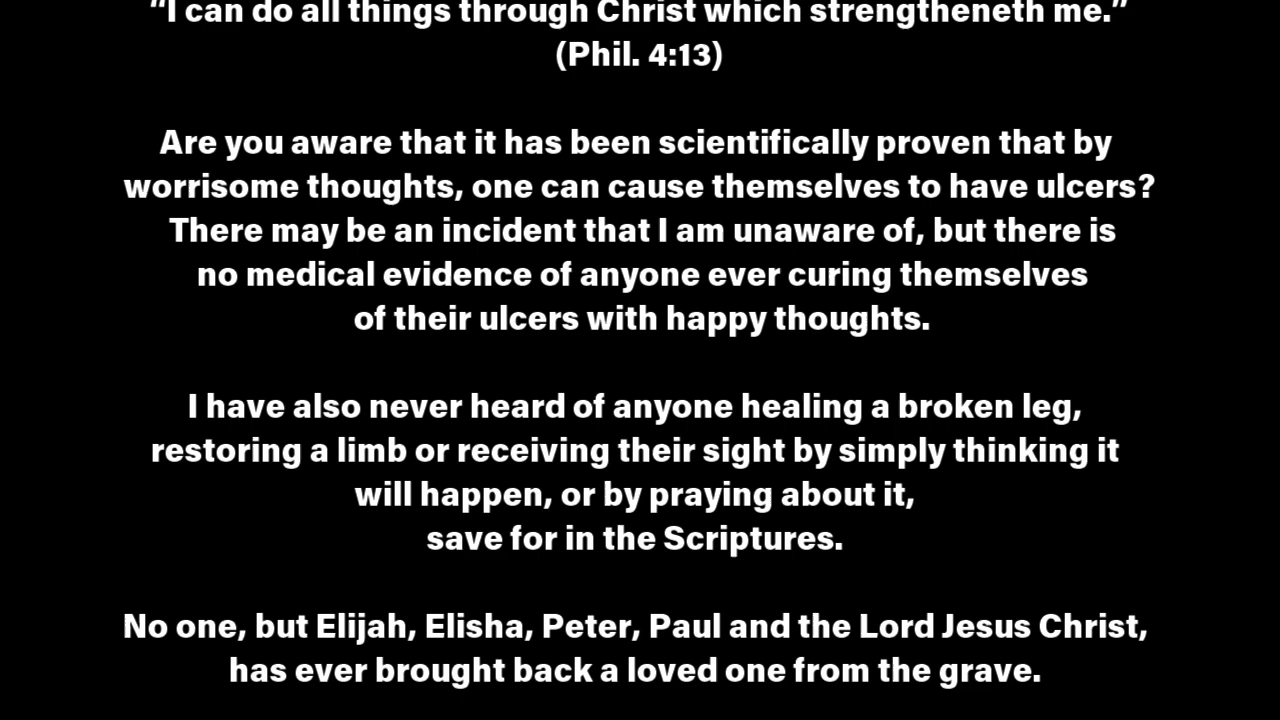 “I can do all things through Christ which strengtheneth me.”
(Phil. 4:13)
Are you aware that it has been scientifically proven that by
worrisome thoughts, one can cause themselves to have ulcers?
There may be an incident that I am unaware of, but there is
no medical evidence of anyone ever curing themselves
of their ulcers with happy thoughts.
I have also never heard of anyone healing a broken leg,
restoring a limb or receiving their sight by simply thinking it
will happen, or by praying about it,
save for in the Scriptures.
No one, but Elijah, Elisha, Peter, Paul and the Lord Jesus Christ,
has ever brought back a loved one from the grave.